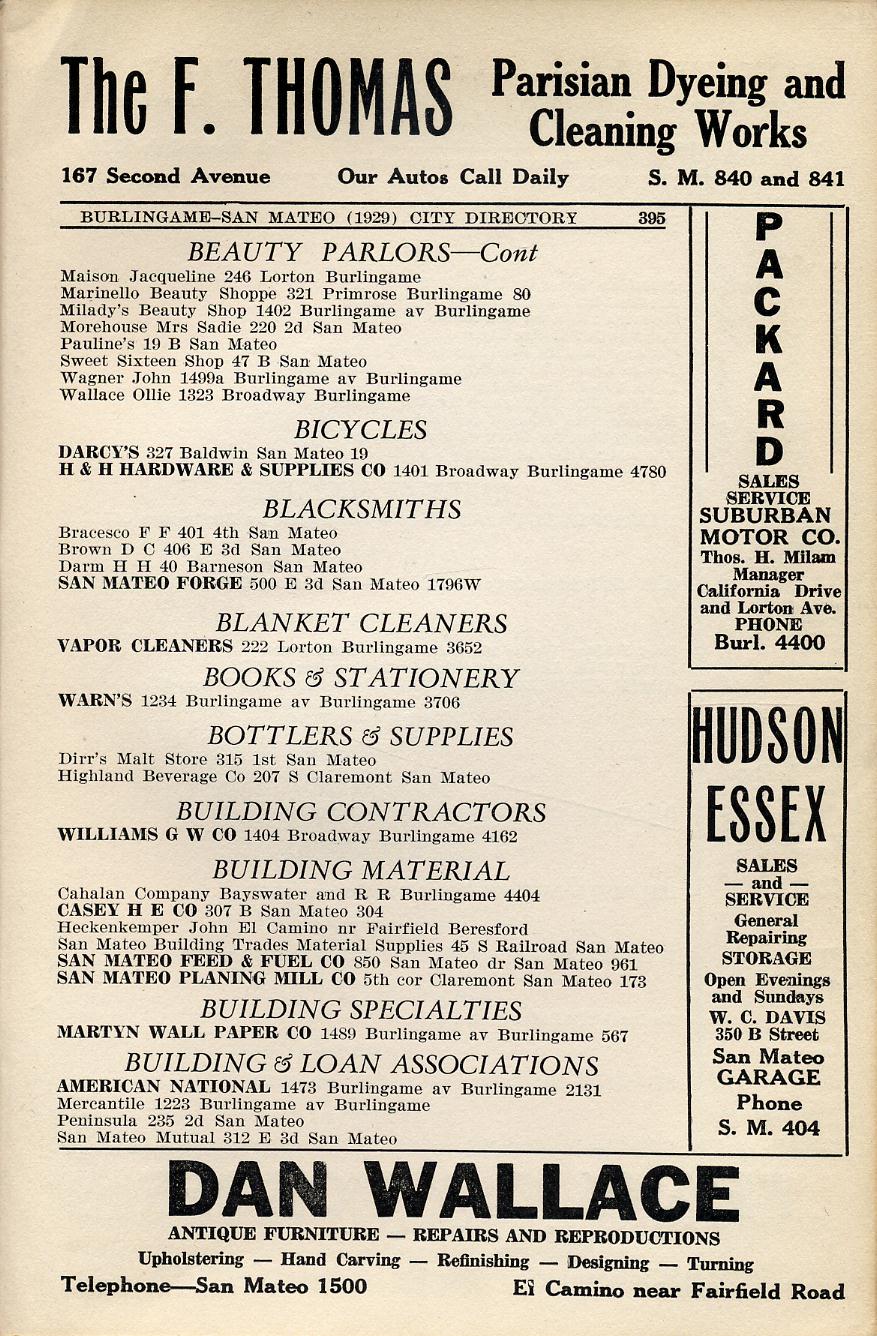 The F. THOMAS
Parisian Dyeing and
Cleaning Works
167 Second Avenue Our Autos Call Daily S. M. 840 and 841
BURLINGAME–SAN MATEO (1929) CITY DIRECTORY 395
BEAUTY PARLORS—Cont
Maison Jacqueline 246 Lorton Burlingame
Marinello Beauty Shoppe 321 Primrose Burlingame 80
Milady's Beauty Shop 1402 Burlingame av Burlingame
Morehouse Mrs Sadie 220 2d San Mateo
Pauline's 19 B San Mateo
Sweet Sixteen Shop 47 B San Mateo
Wagner John 1499a Burlingame av Burlingame
Wallace Ollie 1323 Broadway Burlingame
BICYCLES
DARCY'S 327 Baldwin San Mateo 19
H & H HARDWARE & SUPPLIES CO 1401 Broadway Burlingame 4780
BLACKSMITHS
Bracesco F F 401 4th San Mateo
Brown D C 406 E 3d San Mateo
Darm H H 40 Barneson San Mateo
SAN MATEO FORGE 500 E 3d San Mateo 1796W
BLANKET CLEANERS
VAPOR CLEANERS 222 Lorton Burlingame 3652
BOOKS & STATIONERY
WARN'S 1234 Burlingame av Burlingame 3706
BOTTLERS & SUPPLIES
Dirr's Malt Store 315 1st San Mateo
Highland Beverage Co 207 S Claremont San Mateo
BUILDING CONTRACTORS
WILLIAMS G W CO 1404 Broadway Burlingame 4162
BUILDING MATERIAL
Cahalan Company Bayswater and R R Burlingame 4404
CASEY H E CO 307 B San Mateo 304
Heckenkemper John El Camino nr Fairfield Beresford
San Mateo Building Trades Material Supplies 45 S Railroad San Mateo
SAN MATEO FEED & FUEL CO 850 San Mateo dr San Mateo 961
SAN MATEO PLANING MILL CO 5th cor Claremont San Mateo 173
BUILDING SPECIALTIES
MARTYN WALL PAPER CO 1489 Burlingame av Burlingame 567
BUILDING & LOAN ASSOCIATIONS
AMERICAN NATIONAL 1473 Burlingame av Burlingame 2131
Mercantile 1223 Burlingame av Burlingame
Peninsula 235 2d San Mateo
San Mateo Mutual 312 E 3d San Mateo
PACKARD
SALES
SERVICE
SUBURBAN
MOTOR CO.
Thos. H. Milam
Manager
California Drive
and Lorton Ave.
PHONE
Burl. 4400
HUDSON
ESSEX
SALES
— and —
SERVICE
General
Repairing
STORAGE
Open Evenings
and Sundays
W. C. DAVIS
350 B Street
San Mateo
GARAGE
Phone
S. M. 404
DAN WALLACE
ANTIQUE FURNITURE — REPAIRS AND REPRODUCTIONS
Upholstering — Hand Carving — Refinishing — Designing — Turning
Telephone—San Mateo 1500 El Camino near Fairfield Road